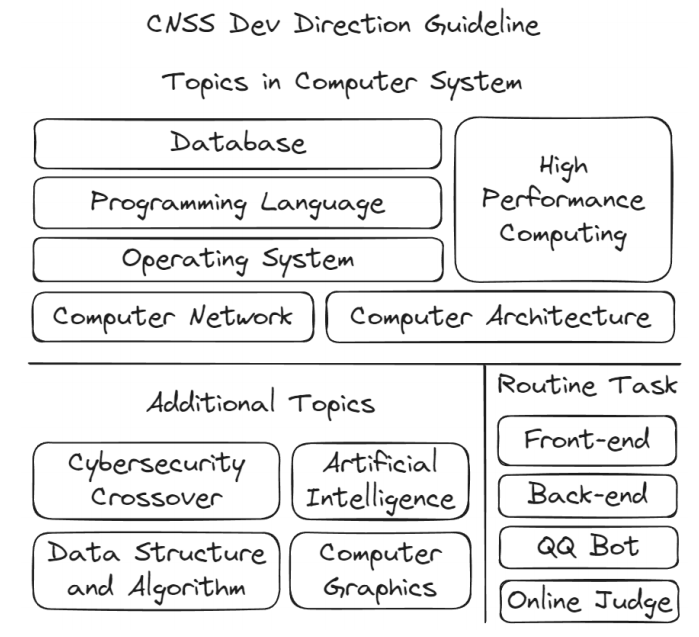 CNSS Dev Direction Guideline
Topics in Computer System
Database
Programming Language
Operating System
High
Performance
Computing
Computer Network
Computer Architecture
Additional Topics
Cybersecurity
Crossover
Artificial
Intelligence
Data Structure
and Algorithm
Computer
Graphics
Routine Task
Front-end
Back-end
QQ Bot
Online Judge